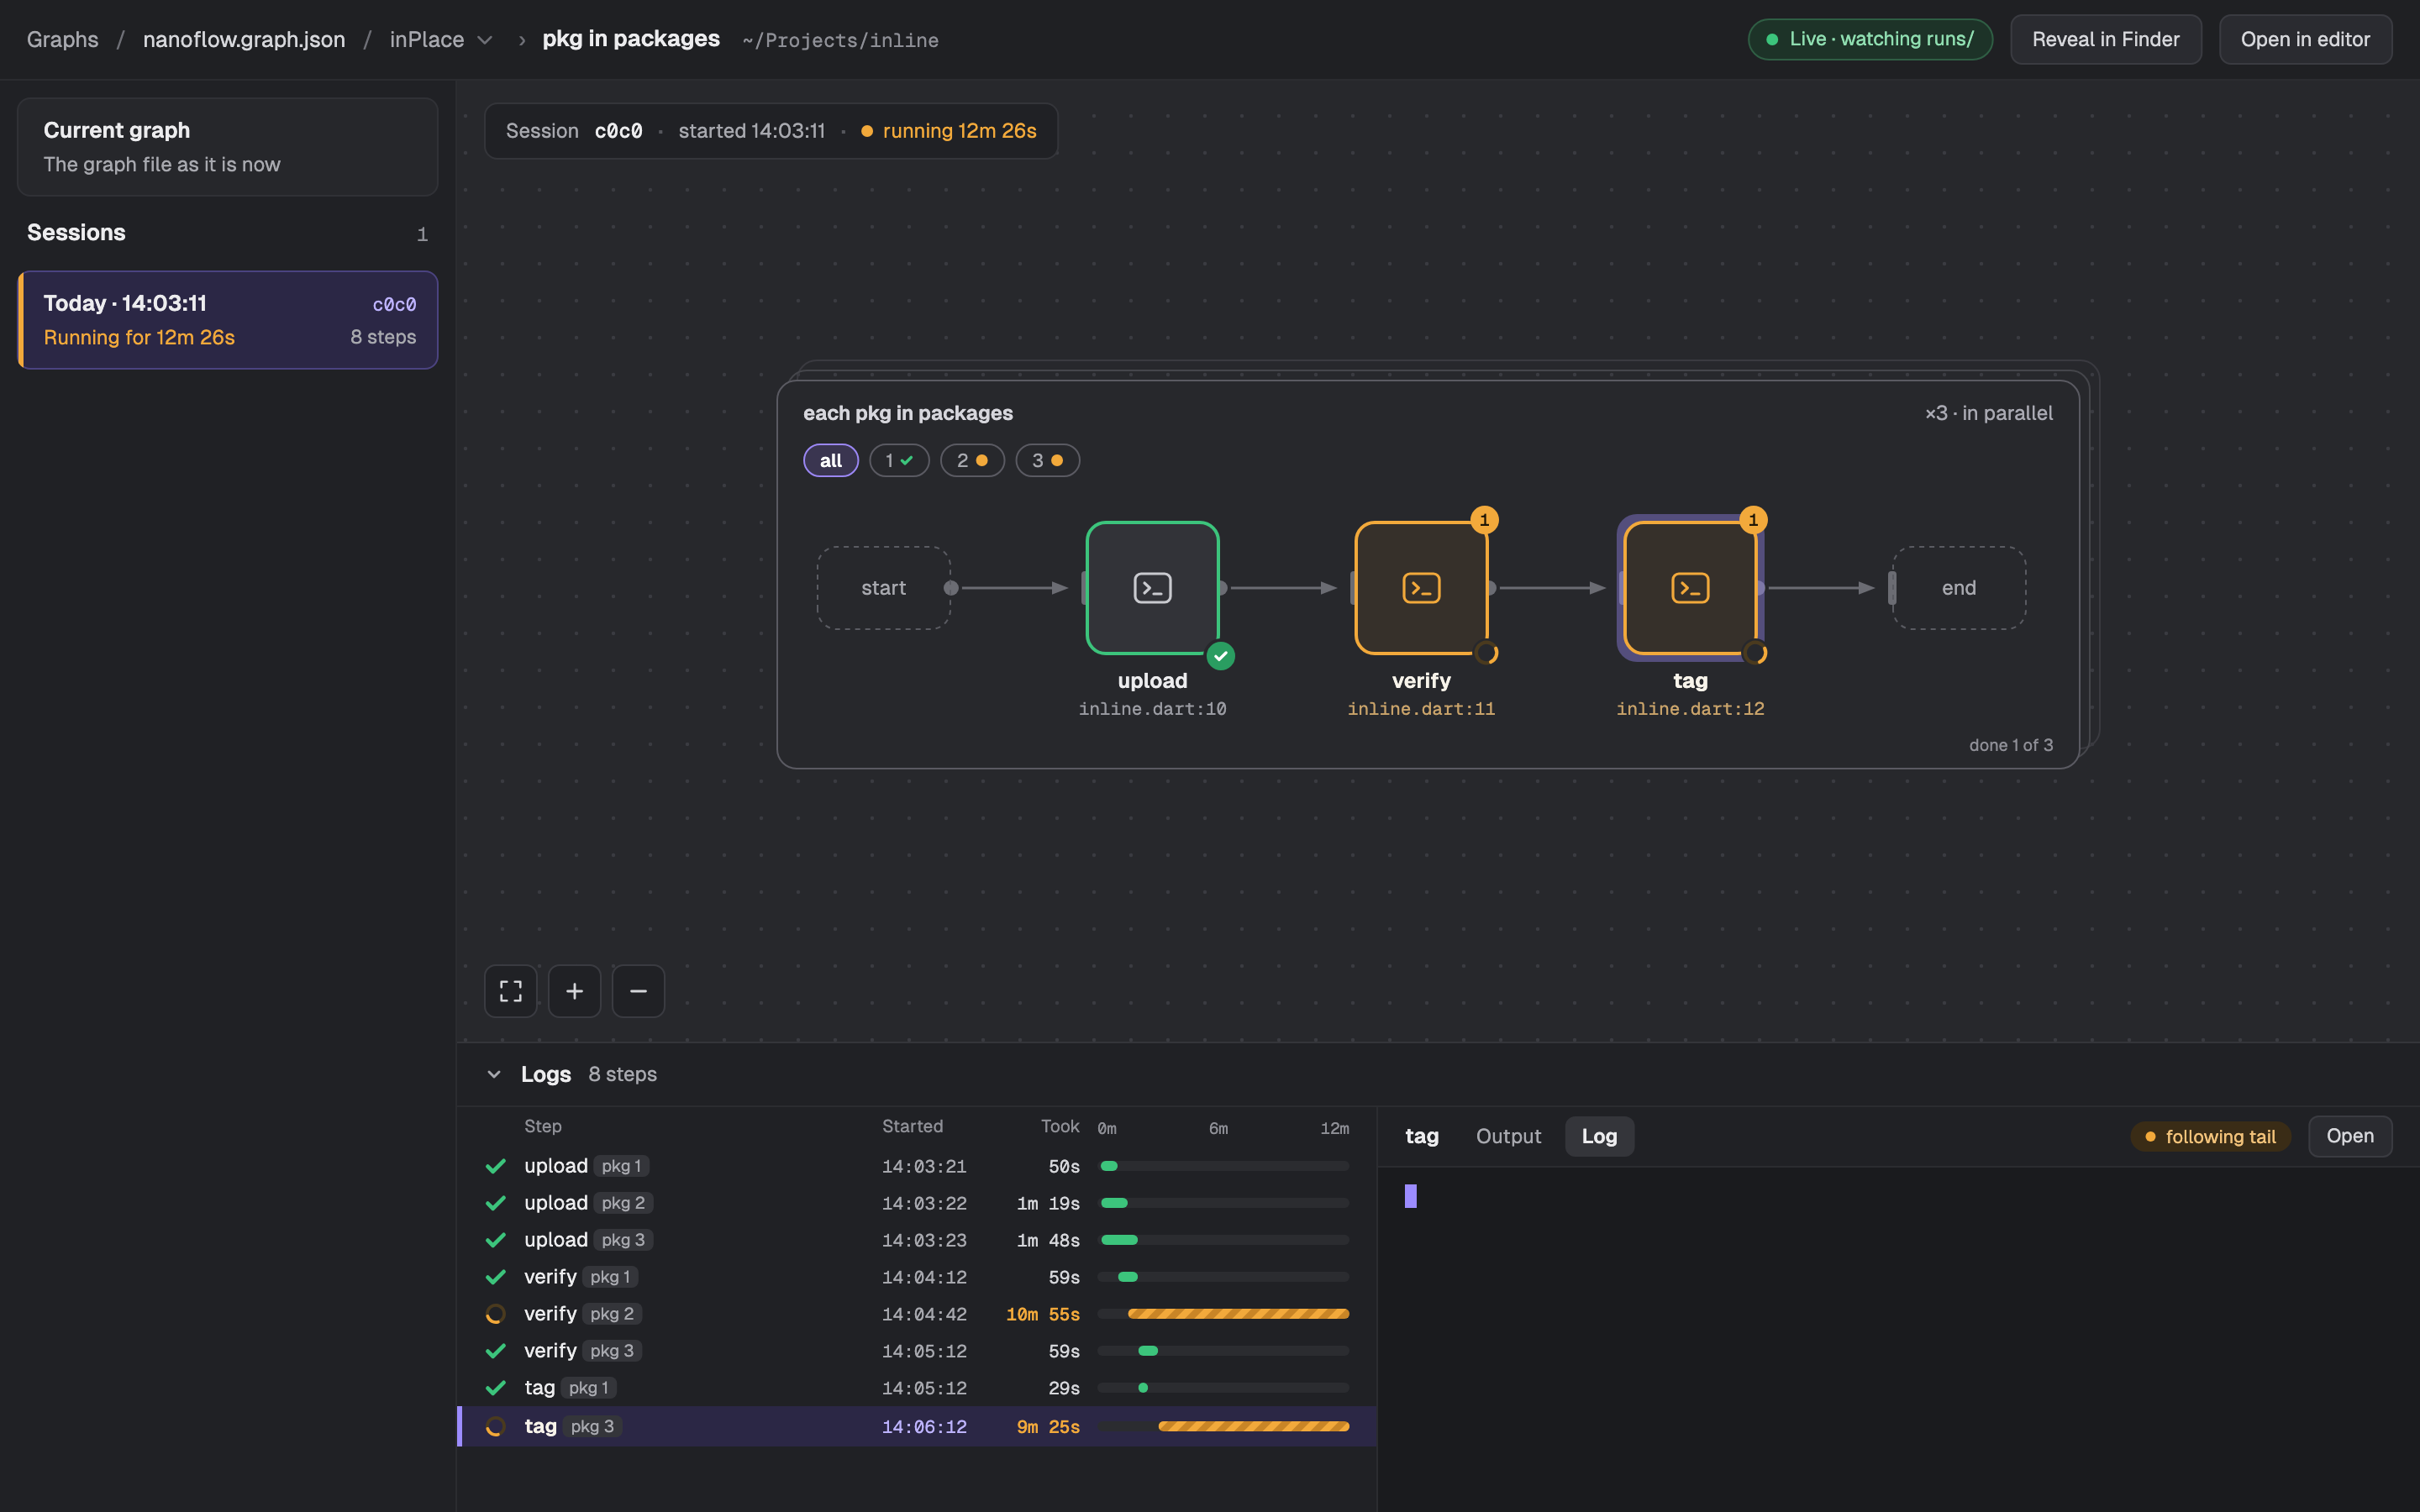 Graphs / nanoflow.graph.json / inPlace › pkg in packages ~/Projects/inline
Live · watching runs/
Reveal in Finder
Open in editor
Current graph
The graph file as it is now
Sessions 1
Today · 14:03:11 c0c0
Running for 12m 26s 8 steps
Session c0c0 · started 14:03:11 · running 12m 26s
each pkg in packages ×3 · in parallel
all 1 2 3
1 1
start
end
>_ >_ >_
upload verify tag
inline.dart:10 inline.dart:11 inline.dart:12
done 1 of 3
Logs 8 steps
Step Started Took 0m 6m 12m
upload pkg 1 14:03:21 50s
upload pkg 2 14:03:22 1m 19s
upload pkg 3 14:03:23 1m 48s
verify pkg 1 14:04:12 59s
verify pkg 2 14:04:42 10m 55s
verify pkg 3 14:05:12 59s
tag pkg 1 14:05:12 29s
tag pkg 3 14:06:12 9m 25s
tag Output Log following tail Open